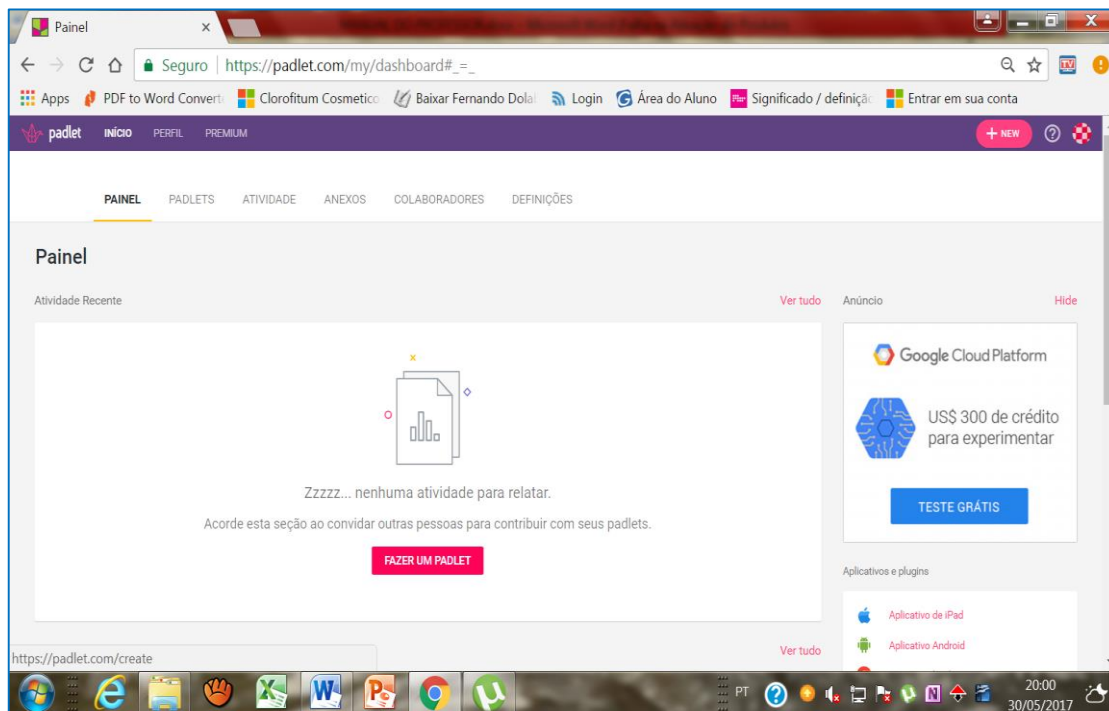 Painel
Seguro | https://padlet.com/my/dashboard#_=_
Apps PDF to Word Convert Clorofitum Cosmetico Baixar Fernando Dola Login Área do Aluno Significado / definiçã Entrar em sua conta
padlet INÍCIO PERFIL PREMIUM + NEW
PAINEL PADLETS ATIVIDADE ANEXOS COLABORADORES DEFINIÇÕES
Painel
Atividade Recente Ver tudo Anúncio Hide
Google Cloud Platform
US$ 300 de crédito
para experimentar
TESTE GRÁTIS
Zzzzz... nenhuma atividade para relatar.
Acorde esta seção ao convidar outras pessoas para contribuir com seus padlets.
FAZER UM PADLET
Aplicativos e plugins
Aplicativo de iPad
Aplicativo Android
Ver tudo
https://padlet.com/create
PT 20:00
30/05/2017